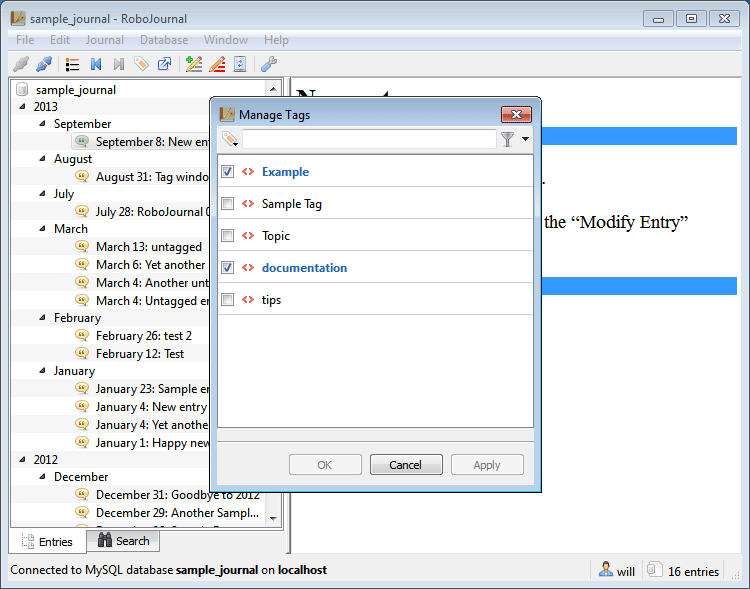 sample_journal - RoboJournal
File Edit Journal Database Window Help
sample_journal
2013
September
September 8: New ent
August
August 31: Tag windo
July
July 28: RoboJournal 0
March
March 13: untagged
March 6: Yet another
March 4: Another unt
March 4: Untagged en
February
February 26: test 2
February 12: Test
January
January 23: Sample en
January 4: New entry
January 4: Yet anothe
January 1: Happy new
2012
December
December 31: Goodbye to 2012
December 29: Another Sampl...
Entries Search
Manage Tags
Example
Sample Tag
Topic
documentation
tips
OK Cancel Apply
the “Modify Entry”
Connected to MySQL database sample_journal on localhost
will 16 entries